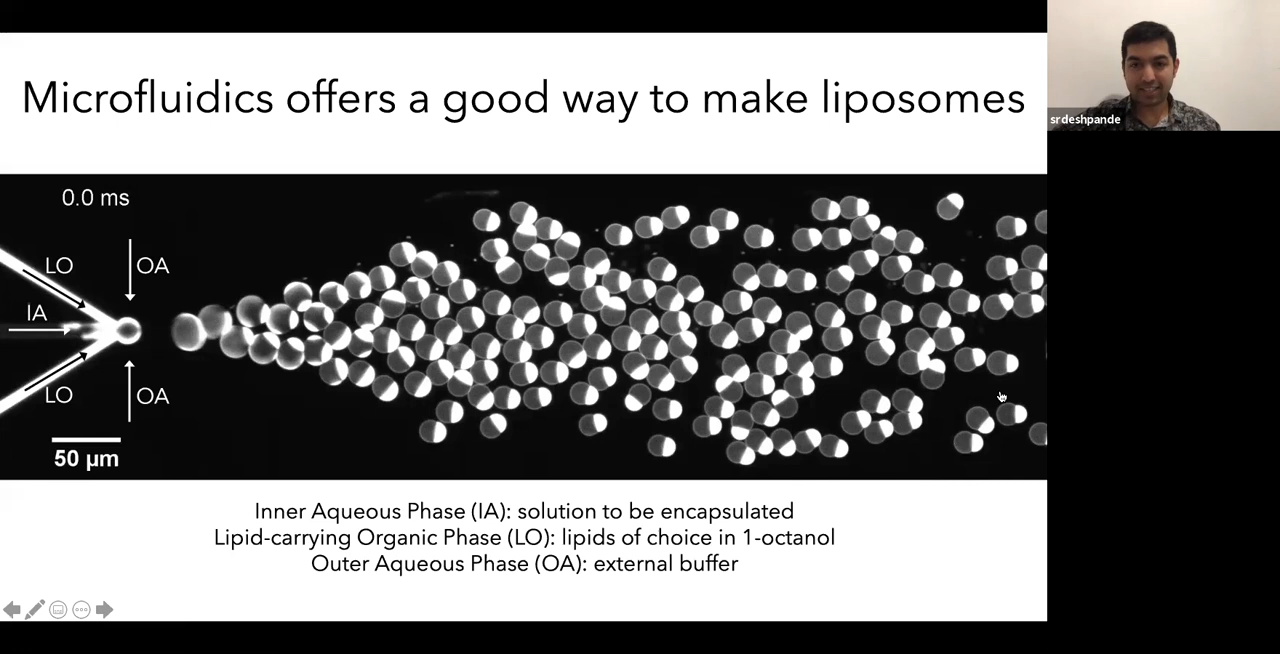 Microfluidics offers a good way to make liposomes
srdeshpande
0.0 ms
LO
OA
IA
LO
OA
50 μm
Inner Aqueous Phase (IA): solution to be encapsulated
Lipid-carrying Organic Phase (LO): lipids of choice in 1-octanol
Outer Aqueous Phase (OA): external buffer